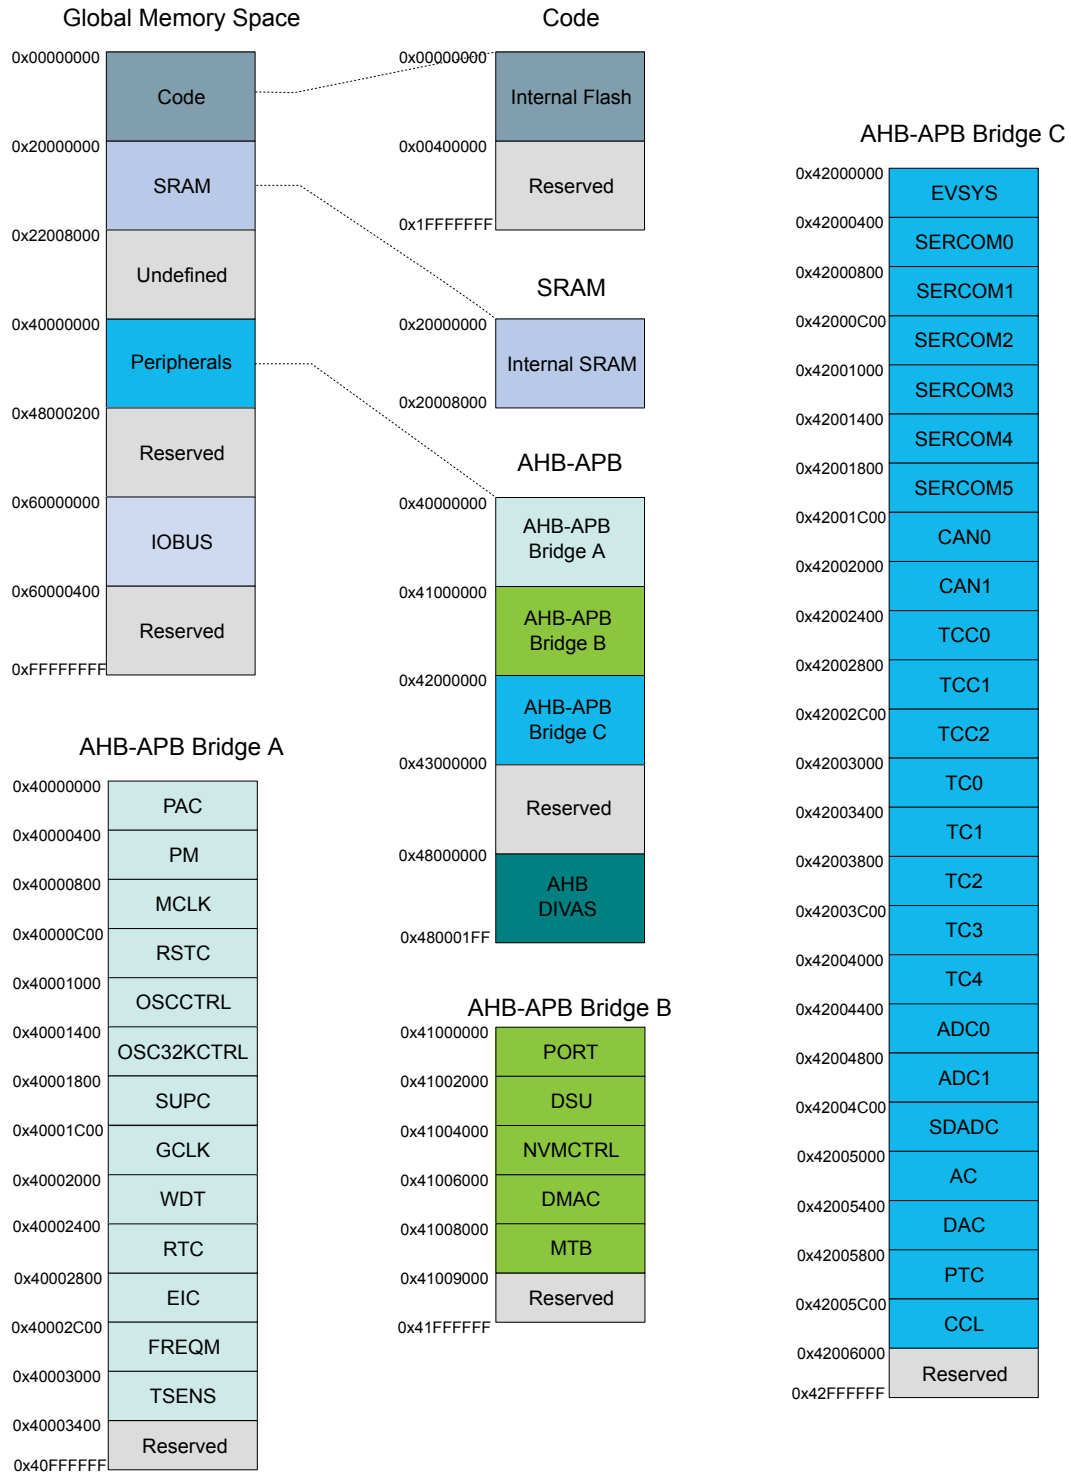 Global Memory Space
0x00000000
Code
0x20000000
SRAM
0x22008000
Undefined
0x40000000
Peripherals
0x48000200
Reserved
0x60000000
IOBUS
0x60000400
Reserved
0xFFFFFFFF
Code
0x00000000
Internal Flash
0x00400000
Reserved
0x1FFFFFFF
SRAM
0x20000000
Internal SRAM
0x20008000
AHB-APB
0x40000000
AHB-APB
Bridge A
0x41000000
AHB-APB
Bridge B
0x42000000
AHB-APB
Bridge C
0x43000000
Reserved
0x48000000
AHB
DIVAS
0x480001FF
AHB-APB Bridge A
0x40000000
PAC
0x40000400
PM
0x40000800
MCLK
0x40000C00
RSTC
0x40001000
OSCCTRL
0x40001400
OSC32KCTRL
0x40001800
SUPC
0x40001C00
GCLK
0x40002000
WDT
0x40002400
RTC
0x40002800
EIC
0x40002C00
FREQM
0x40003000
TSENS
0x40003400
Reserved
0x40FFFFFF
AHB-APB Bridge B
0x41000000
PORT
0x41002000
DSU
0x41004000
NVMCTRL
0x41006000
DMAC
0x41008000
MTB
0x41009000
Reserved
0x41FFFFFF
AHB-APB Bridge C
0x42000000
EVSYS
0x42000400
SERCOM0
0x42000800
SERCOM1
0x42000C00
SERCOM2
0x42001000
SERCOM3
0x42001400
SERCOM4
0x42001800
SERCOM5
0x42001C00
CAN0
0x42002000
CAN1
0x42002400
TCC0
0x42002800
TCC1
0x42002C00
TCC2
0x42003000
TC0
0x42003400
TC1
0x42003800
TC2
0x42003C00
TC3
0x42004000
TC4
0x42004400
ADC0
0x42004800
ADC1
0x42004C00
SDADC
0x42005000
AC
0x42005400
DAC
0x42005800
PTC
0x42005C00
CCL
0x42006000
Reserved
0x42FFFFFF